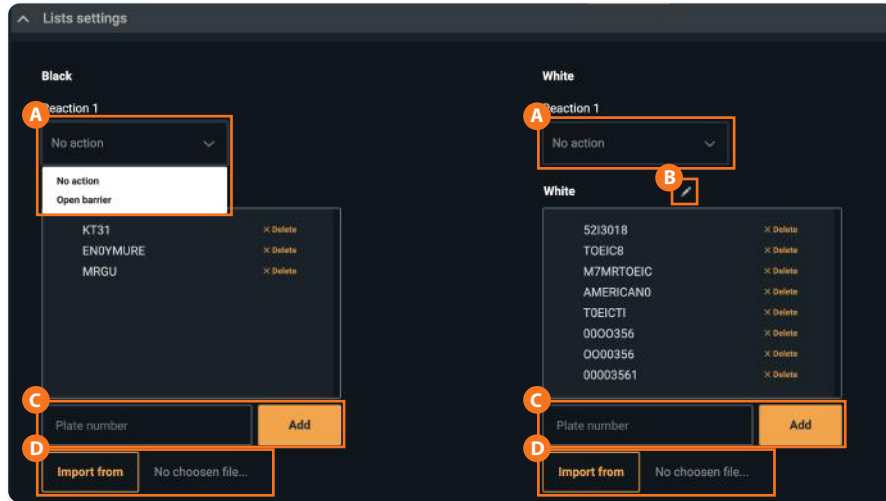 Lists settings
Black
Reaction 1
A
No action
No action
Open barrier
KT31 × Delete
EN0YMURE × Delete
MRGU × Delete
C
Plate number Add
D
Import from No choosen file...
White
Reaction 1
A
No action
B
White
52I3018 × Delete
TOEIC8 × Delete
M7MRTOEIC × Delete
AMERICAN0 × Delete
T0EICTI × Delete
00O0356 × Delete
OO00356 × Delete
00003561 × Delete
C
Plate number Add
D
Import from No choosen file...